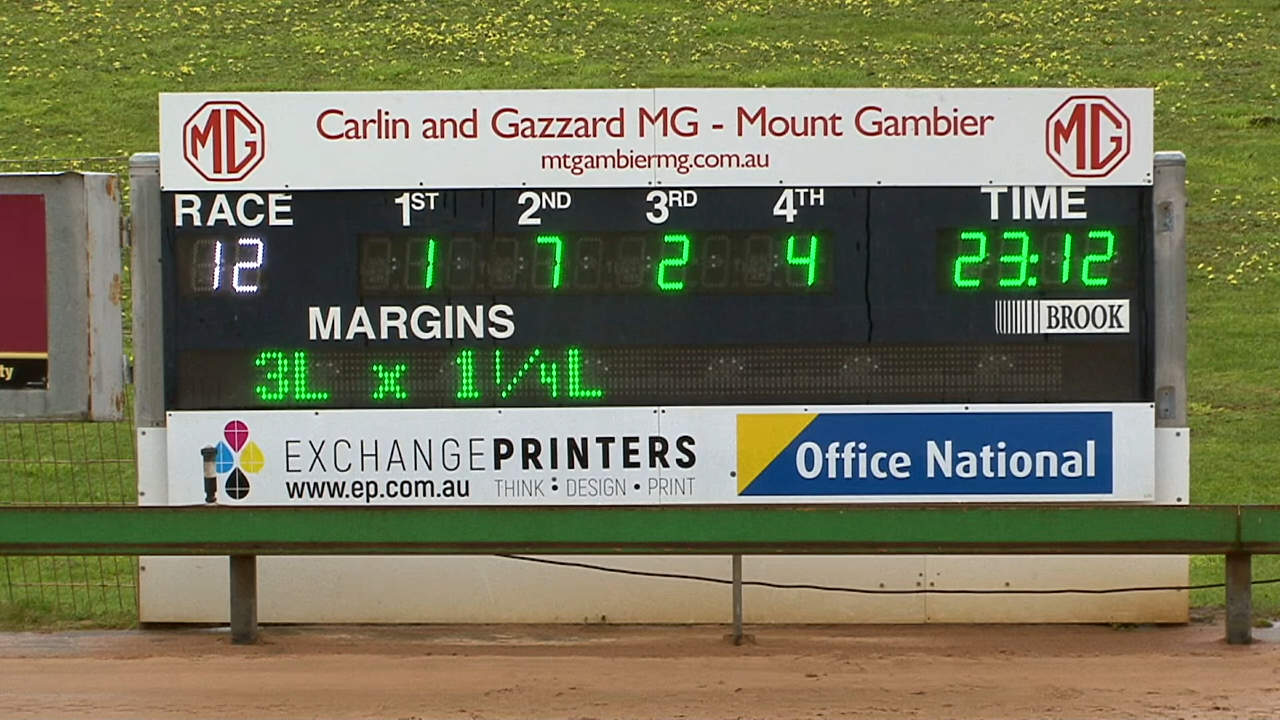 MG Carlin and Gazzard MG - Mount Gambier MG
mtgambiermg.com.au
RACE 1ST 2ND 3RD 4TH TIME
12 1 7 2 4 23:12
BROOK
MARGINS
3L x 1¼L
EXCHANGEPRINTERS
www.ep.com.au THINK • DESIGN • PRINT
Office National
ty